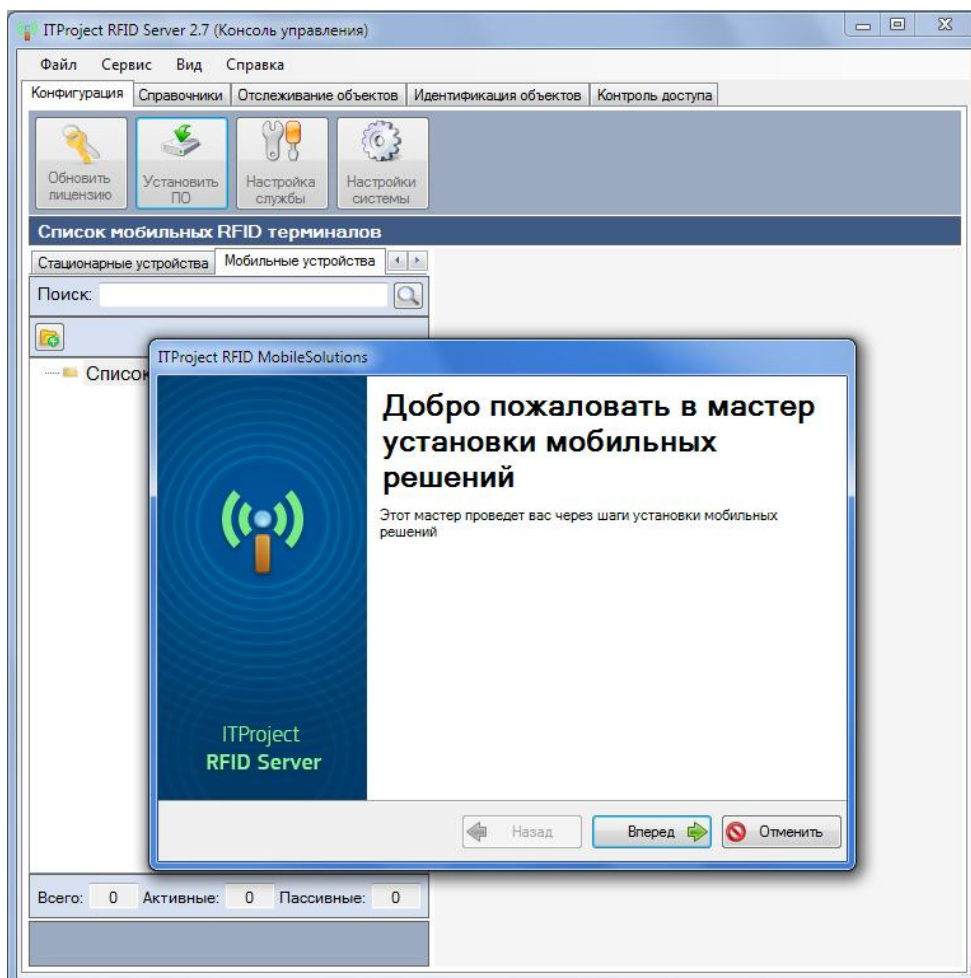 ITProject RFID Server 2.7 (Консоль управления)
Файл Сервис Вид Справка
Конфигурация Справочники Отслеживание объектов Идентификация объектов Контроль доступа
Обновить лицензию
Установить ПО
Настройка службы
Настройки системы
Список мобильных RFID терминалов
Стационарные устройства Мобильные устройства
Поиск:
ITProject RFID MobileSolutions
Список
Добро пожаловать в мастер
установки мобильных
решений
Этот мастер проведет вас через шаги установки мобильных
решений
ITProject
RFID Server
Назад Вперед Отменить
Всего: 0 Активные: 0 Пассивные: 0